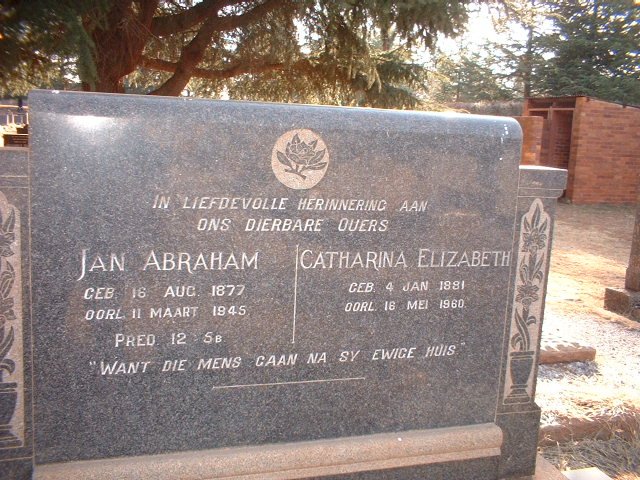 IN LIEFDEVOLLE HERINNERING AAN
ONS DIERBARE OUERS
JAN ABRAHAM
GEB. 16 AUG. 1877
OORL. 11 MAART 1945
PRED. 12:5B
CATHARINA ELIZABETH
GEB. 4 JAN 1881
OORL. 16 MEI 1960.
"WANT DIE MENS GAAN NA SY EWIGE HUIS"